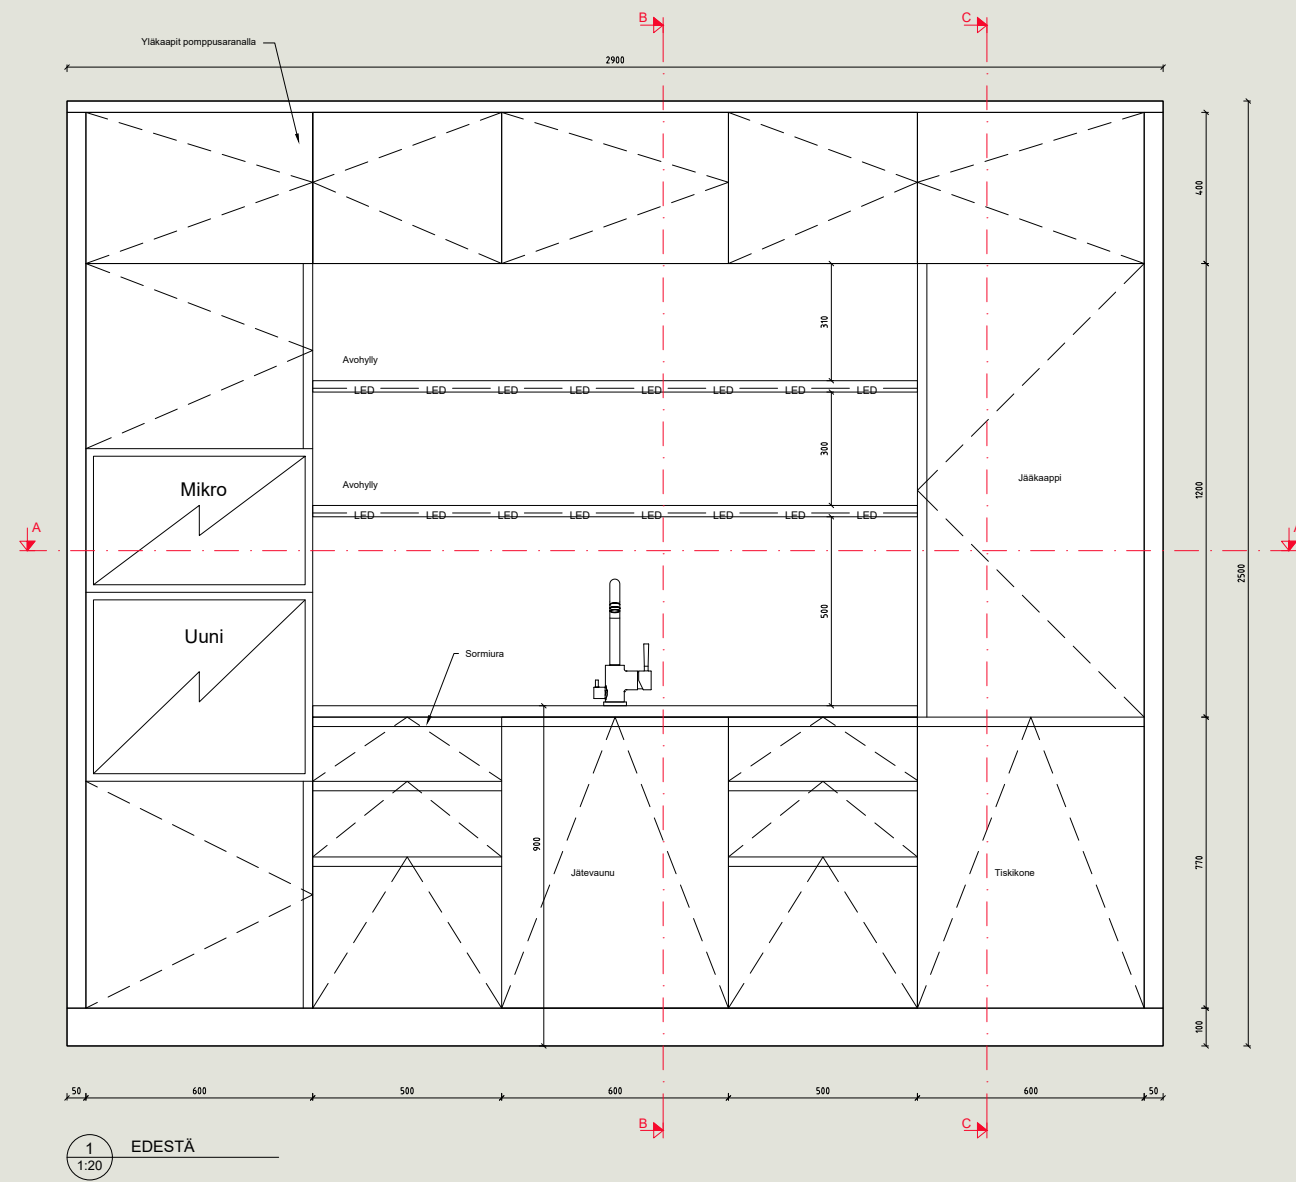 B
C
Yläkaapit pomppusaranalla
2900
400
310
Avohylly
LED LED LED LED LED LED LED LED
300
Jääkaappi
Mikro
Avohylly
1200
LED LED LED LED LED LED LED LED
A
2500
500
Uuni
Sormiura
900
770
Jätevaunu
Tiskikone
100
50 600 500 600 500 600 50
B
C
1
1:20
EDESTÄ